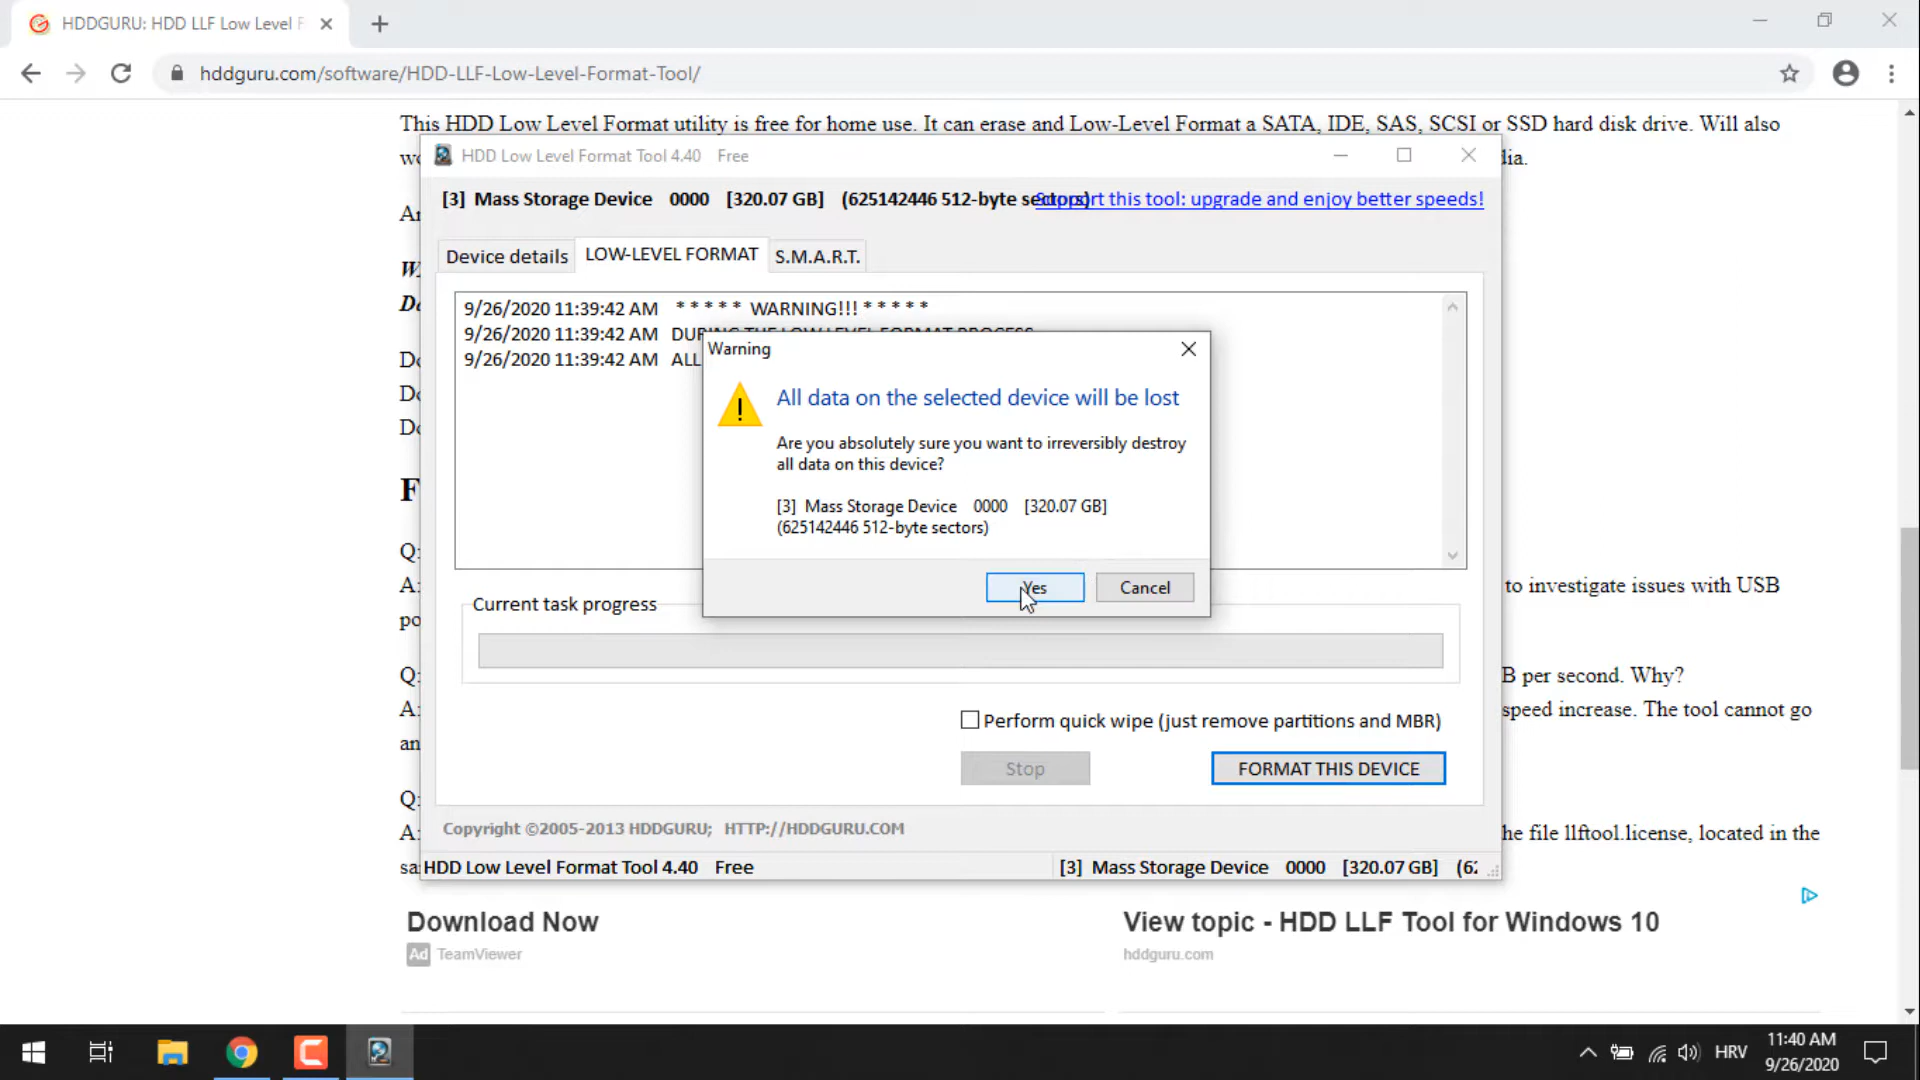 HDDGURU: HDD LLF Low Level F
hddguru.com/software/HDD-LLF-Low-Level-Format-Tool/
This HDD Low Level Format utility is free for home use. It can erase and Low-Level Format a SATA, IDE, SAS, SCSI or SSD hard disk drive. Will also
HDD Low Level Format Tool 4.40 Free
[3] Mass Storage Device 0000 [320.07 GB] (625142446 512-byte sectors)
Support this tool: upgrade and enjoy better speeds!
Device details
LOW-LEVEL FORMAT
S.M.A.R.T.
9/26/2020 11:39:42 AM * * * * * WARNING!!! * * * * *
9/26/2020 11:39:42 AM DURING THE LOW-LEVEL FORMAT PROCESS
9/26/2020 11:39:42 AM ALL
Warning
All data on the selected device will be lost
Are you absolutely sure you want to irreversibly destroy
all data on this device?
[3] Mass Storage Device 0000 [320.07 GB]
(625142446 512-byte sectors)
Yes
Cancel
to investigate issues with USB
Current task progress
B per second. Why?
speed increase. The tool cannot go
Perform quick wipe (just remove partitions and MBR)
Stop
FORMAT THIS DEVICE
Copyright ©2005-2013 HDDGURU; HTTP://HDDGURU.COM
he file llftool.license, located in the
HDD Low Level Format Tool 4.40 Free
[3] Mass Storage Device 0000 [320.07 GB] (62
Download Now
Ad TeamViewer
View topic - HDD LLF Tool for Windows 10
hddguru.com
HRV
11:40 AM
9/26/2020